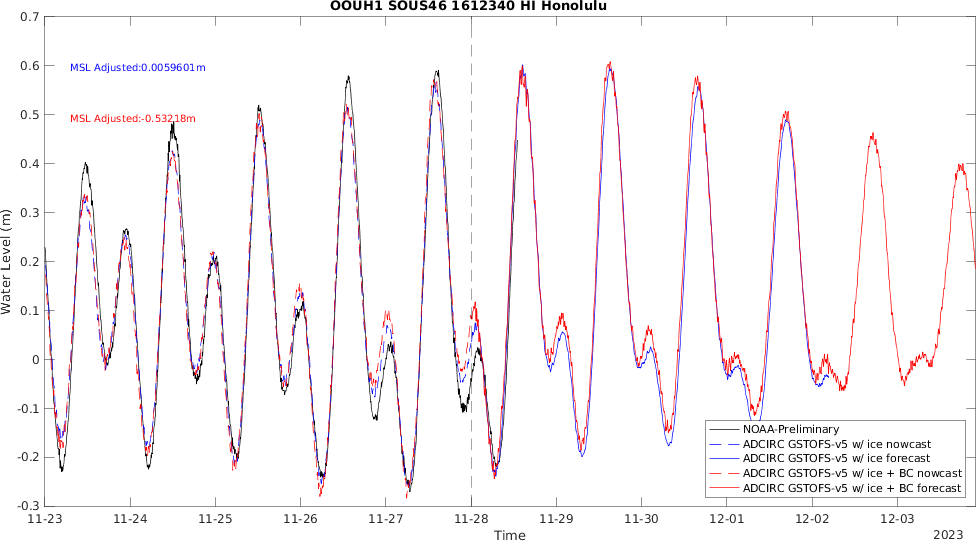 OOUH1 SOUS46 1612340 HI Honolulu
0.7
0.6
0.5
0.4
0.3
0.2
0.1
0
-0.1
-0.2
-0.3
Water Level (m)
MSL Adjusted:0.0059601m
MSL Adjusted:-0.53218m
NOAA-Preliminary
ADCIRC GSTOFS-v5 w/ ice nowcast
ADCIRC GSTOFS-v5 w/ ice forecast
ADCIRC GSTOFS-v5 w/ ice + BC nowcast
ADCIRC GSTOFS-v5 w/ ice + BC forecast
11-23 11-24 11-25 11-26 11-27 11-28 11-29 11-30 12-01 12-02 12-03
Time
2023